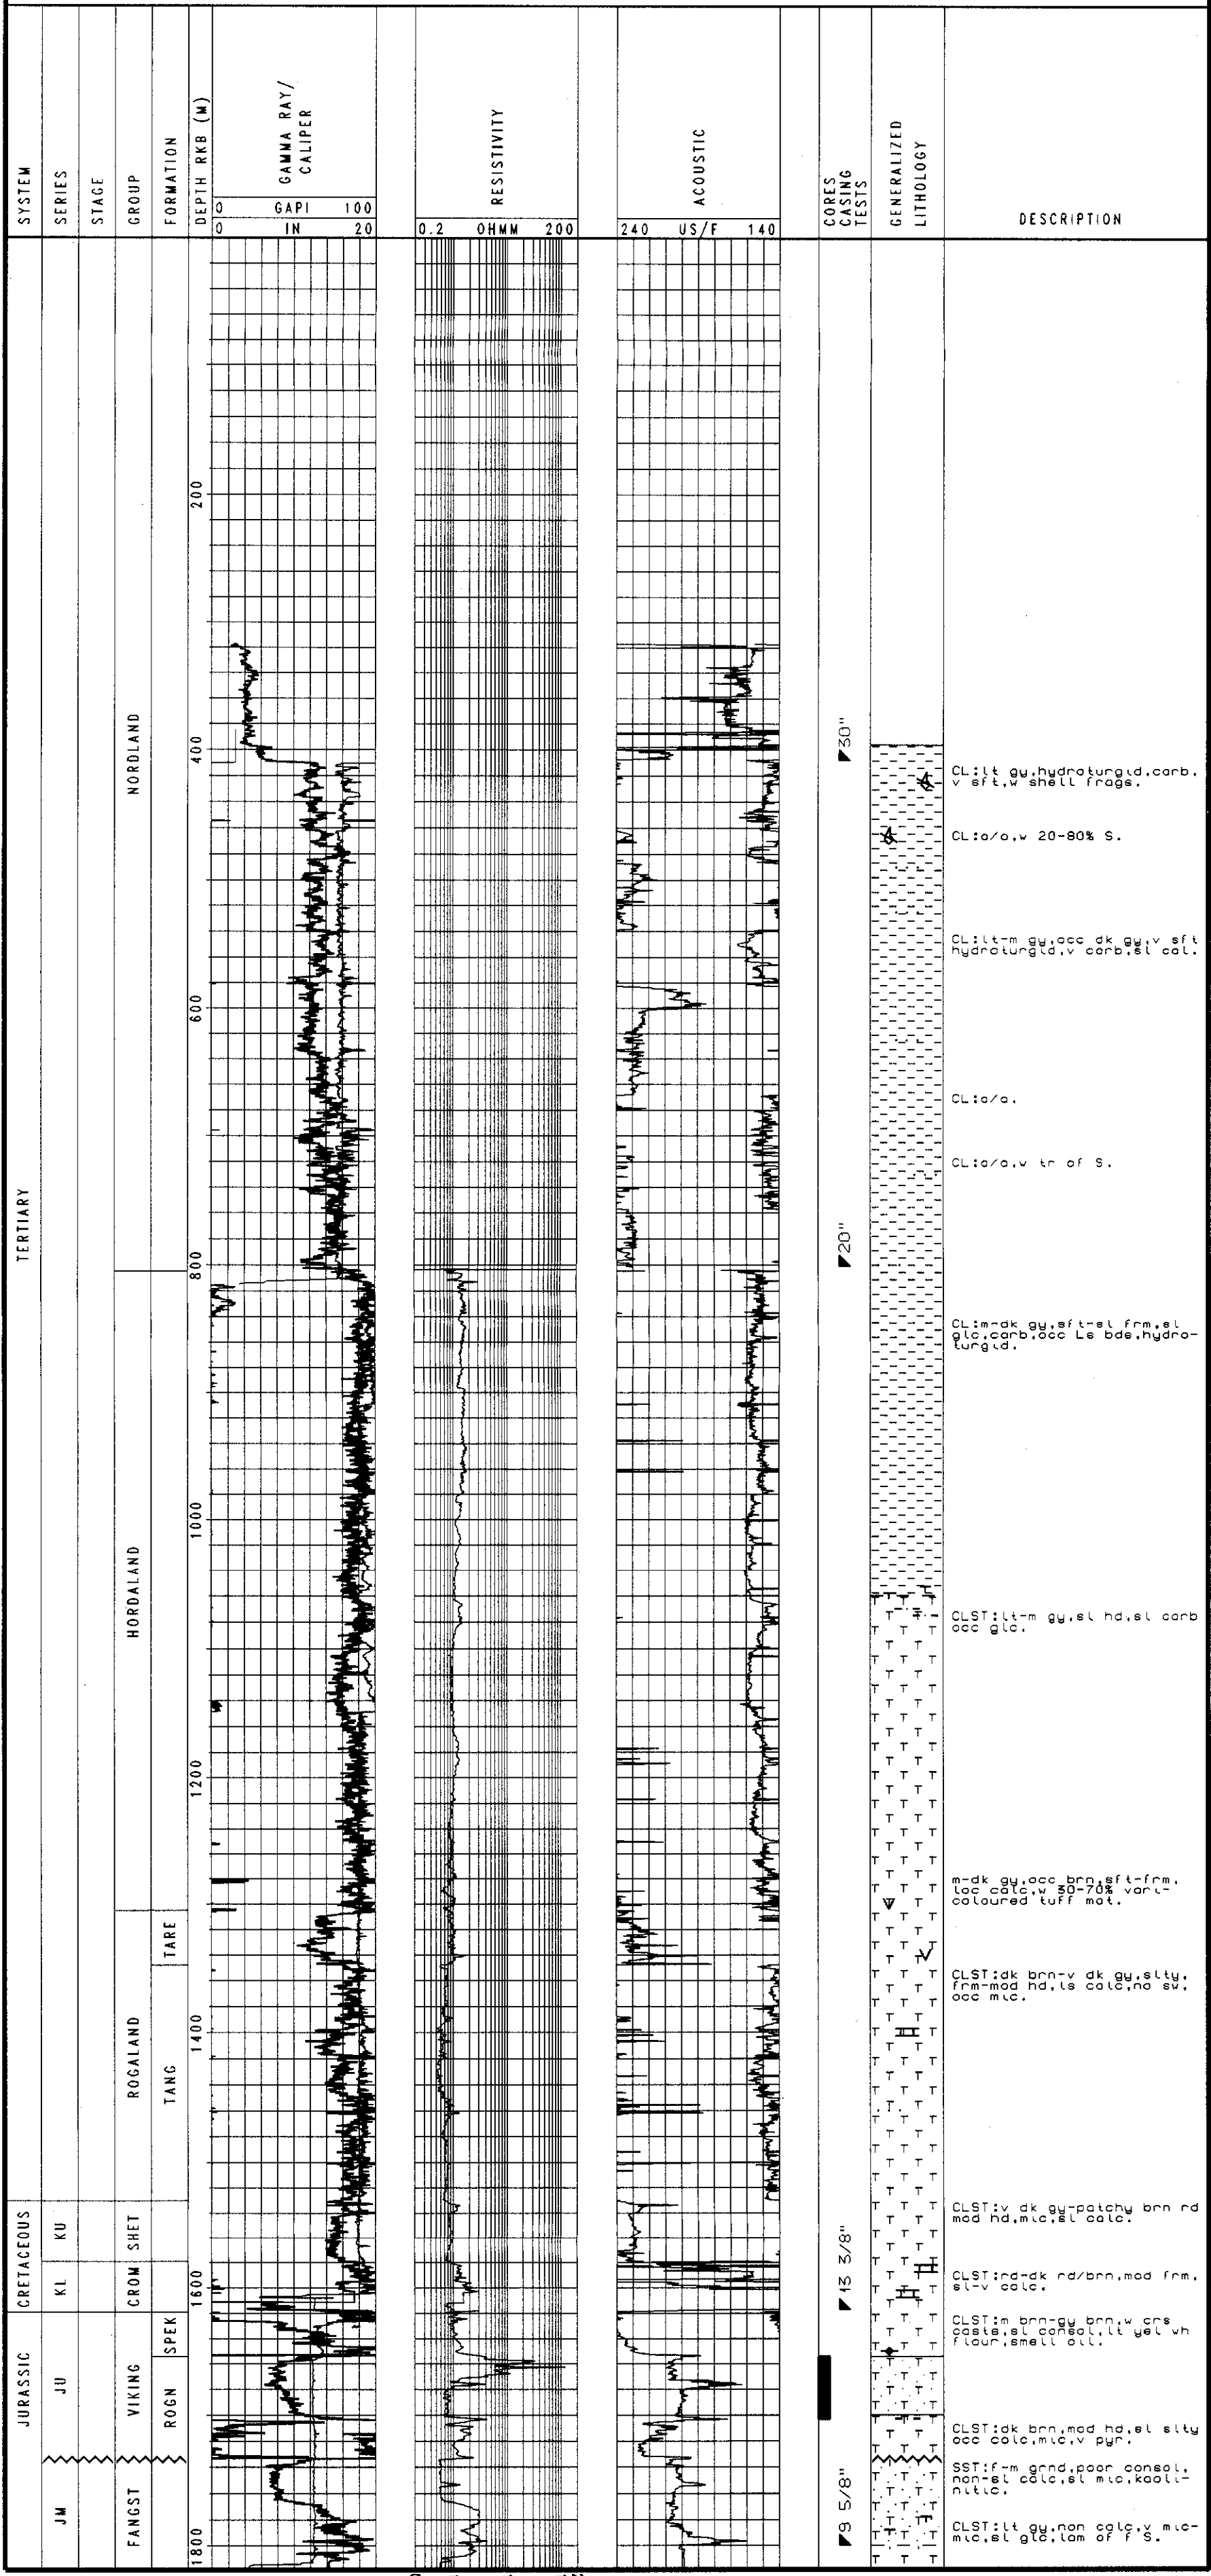 SYSTEM
SERIES
STAGE
GROUP
FORMATION
DEPTH RKB (M)
GAMMA RAY/
CALIPER
0 GAPI 100
0 IN 20
RESISTIVITY
0.2 OHMM 200
ACOUSTIC
240 US/F 140
CORES
CASING
TESTS
GENERALIZED
LITHOLOGY
DESCRIPTION
TERTIARY
CRETACEOUS
JURASSIC
KU
KL
JU
JM
NORDLAND
HORDALAND
ROGALAND
SHET
CROM
VIKING
FANGST
TARE
TANG
SPEK
ROGN
200
400
600
800
1000
1200
1400
1600
1800
30"
20"
13 3/8"
9 5/8"
CL:lt gy,hydroturgid,carb,
v sft,w shell frags.
CL:a/a,w 20-80% S.
CL:lt-m gy,occ dk gy,v sft
hydroturgid,v carb,sl cal.
CL:a/a.
CL:a/a,w tr of S.
CL:m-dk gy,sft-sl frm,sl
glc,carb,occ Ls bds,hydro-
turgid.
CLST:lt-m gy,sl hd,sl carb
occ glc.
m-dk gy,occ brn,sft-frm,
loc calc,w 30-70% vari-
coloured tuff mat.
CLST:dk brn-v dk gy,slty,
frm-mod hd,ls calc,no sw,
occ mic.
CLST:v dk gy-patchy brn rd
mod hd,mic,sl calc.
CLST:rd-dk rd/brn,mod frm,
sl-v calc.
CLST:m brn-gy brn,w crs
casts,sl consol,lt yel wh
flour,smell oil.
CLST:dk brn,mod hd,sl slty
occ calc,mic,v pyr.
SST:f-m grnd,poor consol,
non-sl calc,sl mic,kaoli-
nitic.
CLST:lt gy,non calc,v mic-
mic,sl glc,lam of f S.